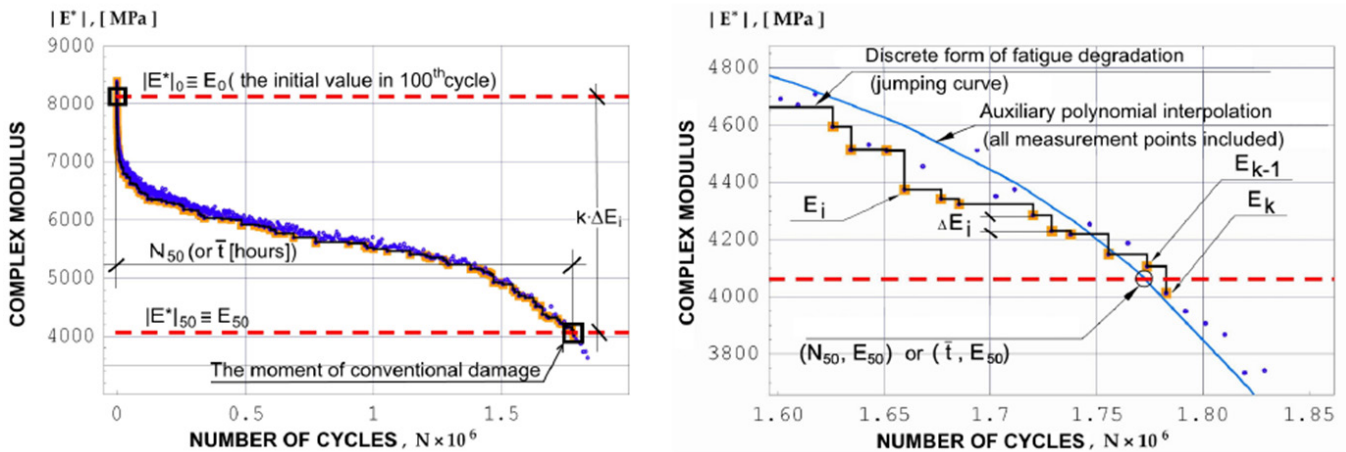 | E* | , [ MPa]
9000
8000
7000
6000
5000
4000
COMPLEX MODULUS
|E*|0≡ E0 ( the initial value in 100th cycle)
k·ΔEi
N50 (or t̄ [hours])
|E*|50 ≡ E50
The moment of conventional damage
0
0.5
1
1.5
NUMBER OF CYCLES , N × 10⁶
| E* | , [ MPa]
4800
4600
4400
4200
4000
3800
COMPLEX MODULUS
Discrete form of fatigue degradation
(jumping curve)
Auxiliary polynomial interpolation
(all measurement points included)
Ek-1
Ek
Ei
ΔEi
(N50, E50) or ( t̄ , E50)
1.60
1.65
1.70
1.75
1.80
1.85
NUMBER OF CYCLES , N × 10⁶